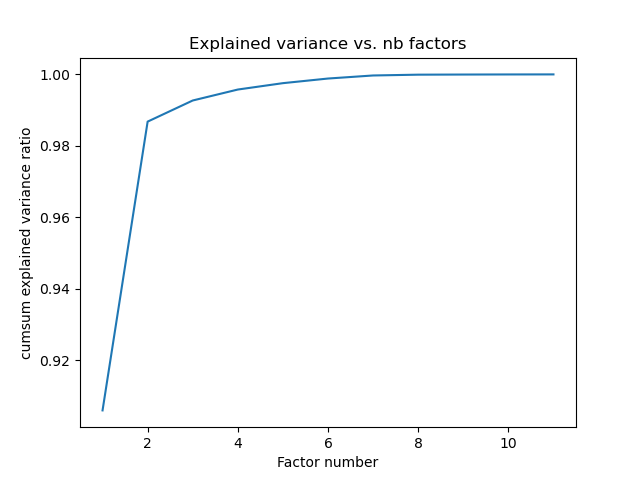 Explained variance vs. nb factors
1.00
0.98
0.96
0.94
0.92
cumsum explained variance ratio
2 4 6 8 10
Factor number